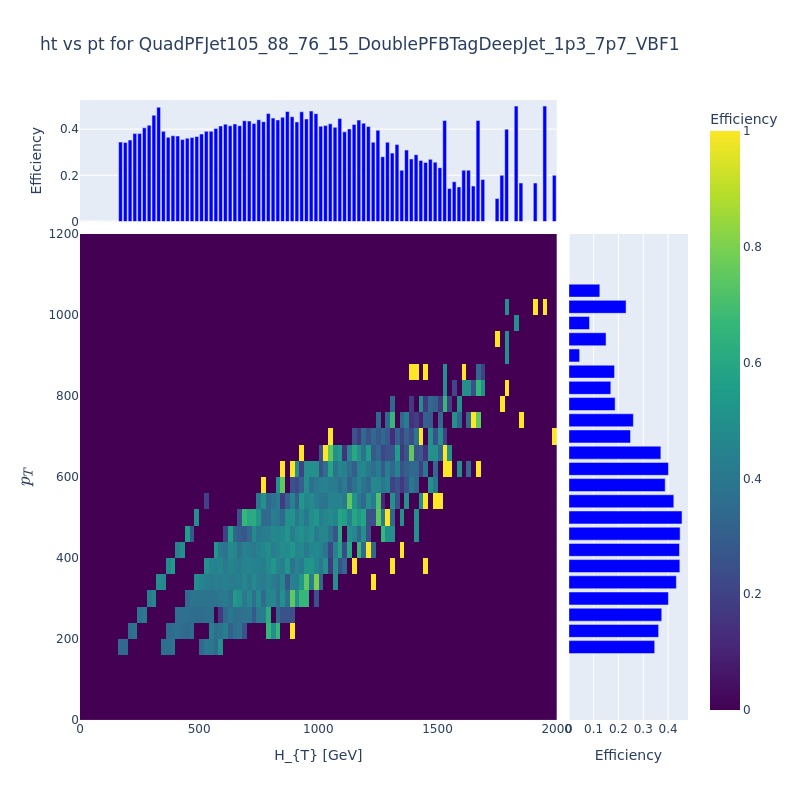 ht vs pt for QuadPFJet105_88_76_15_DoublePFBTagDeepJet_1p3_7p7_VBF1
Efficiency
0.4
0.2
0
Efficiency
1
0.8
0.6
0.4
0.2
0
1200
1000
800
600
400
200
0
p_T
0 500 1000 1500 2000
H_{T} [GeV]
0 0.1 0.2 0.3 0.4
Efficiency